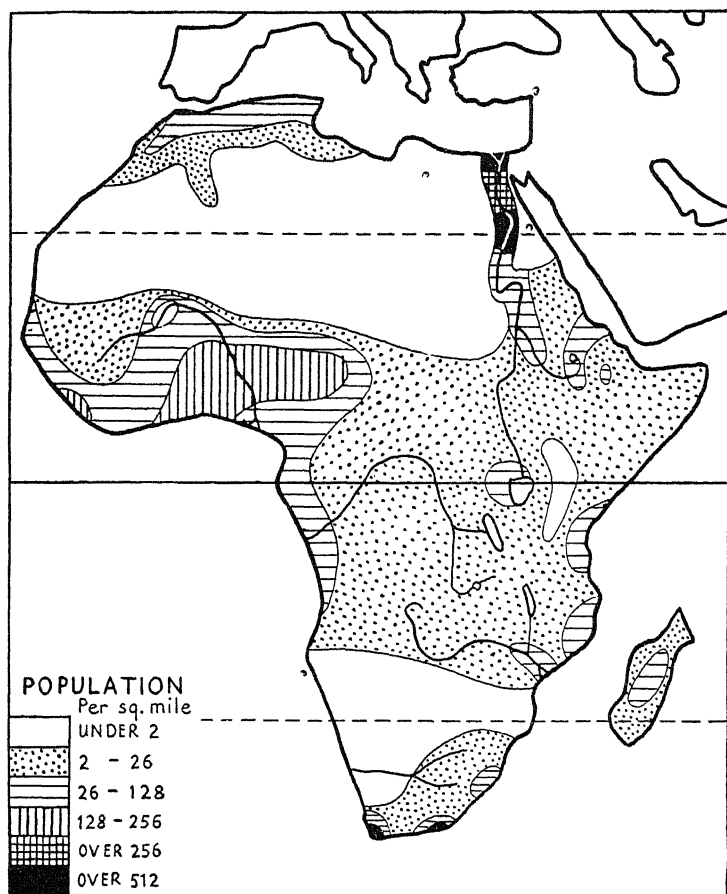 POPULATION
Per sq. mile
UNDER 2
2 - 26
26 - 128
128 - 256
OVER 256
OVER 512